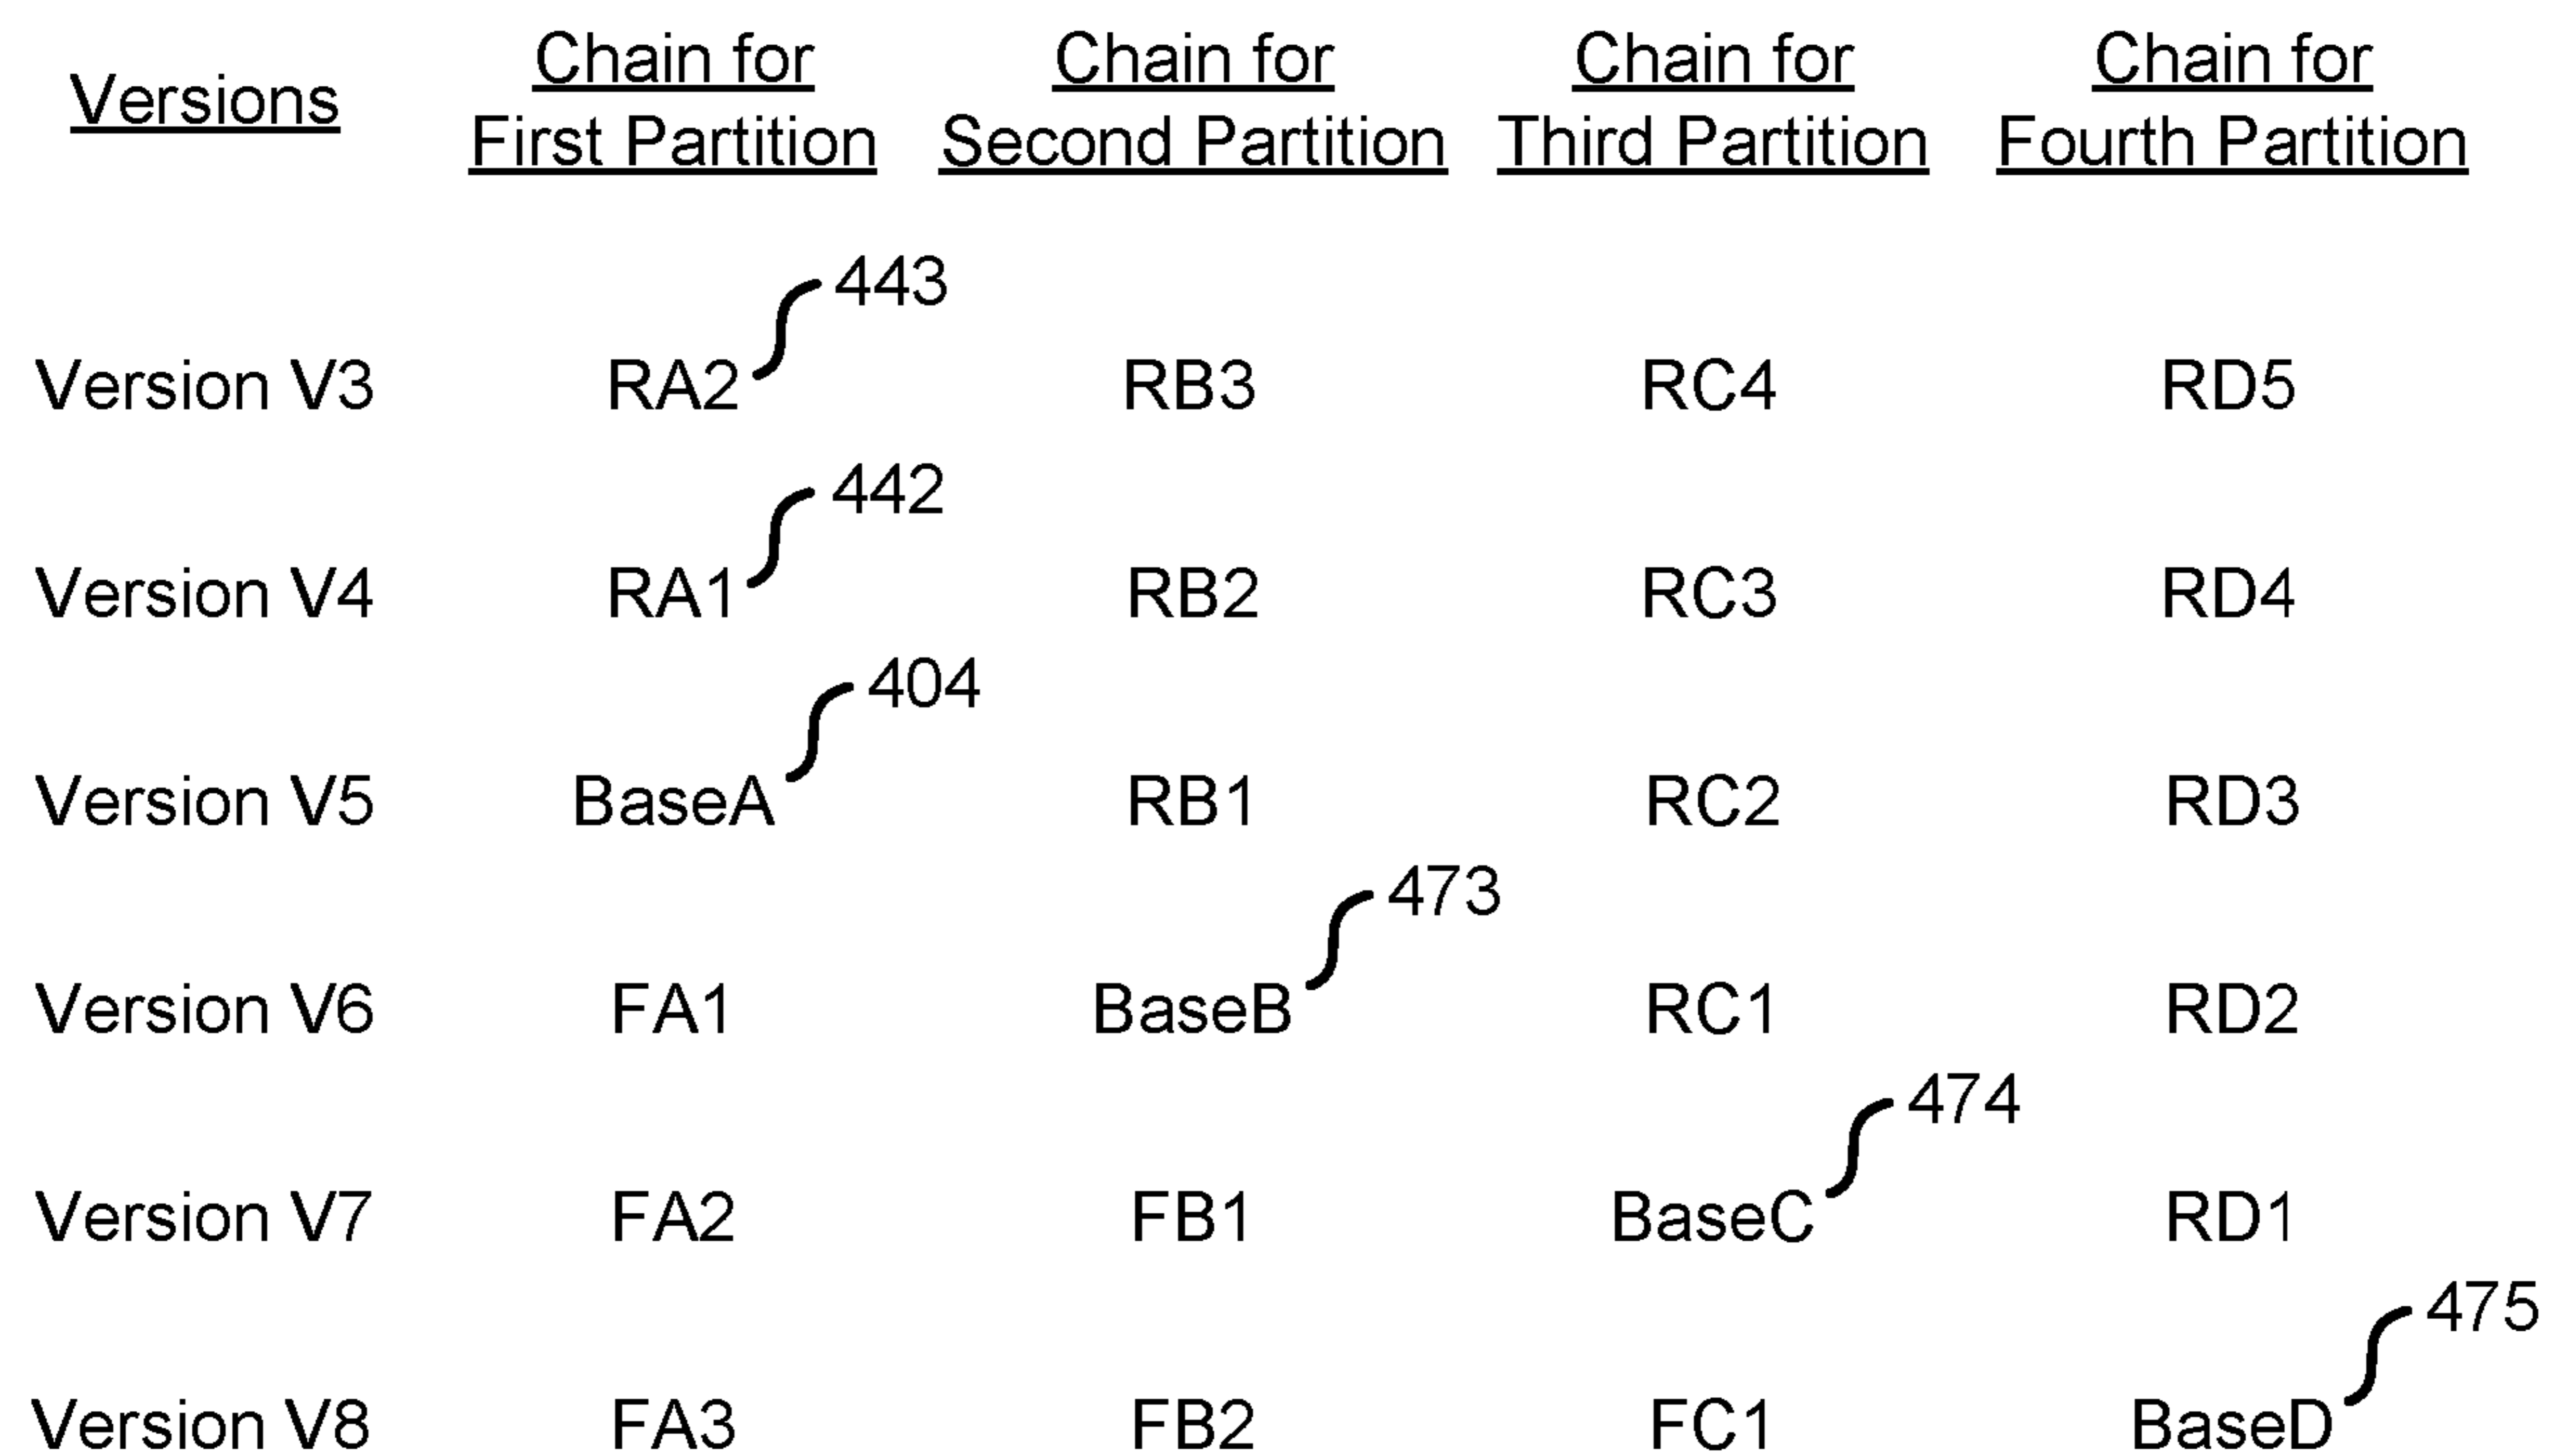 Versions
Chain for
First Partition
Chain for
Second Partition
Chain for
Third Partition
Chain for
Fourth Partition
443
Version V3 RA2 RB3 RC4 RD5
442
Version V4 RA1 RB2 RC3 RD4
404
Version V5 BaseA RB1 RC2 RD3
473
Version V6 FA1 BaseB RC1 RD2
474
Version V7 FA2 FB1 BaseC RD1
475
Version V8 FA3 FB2 FC1 BaseD